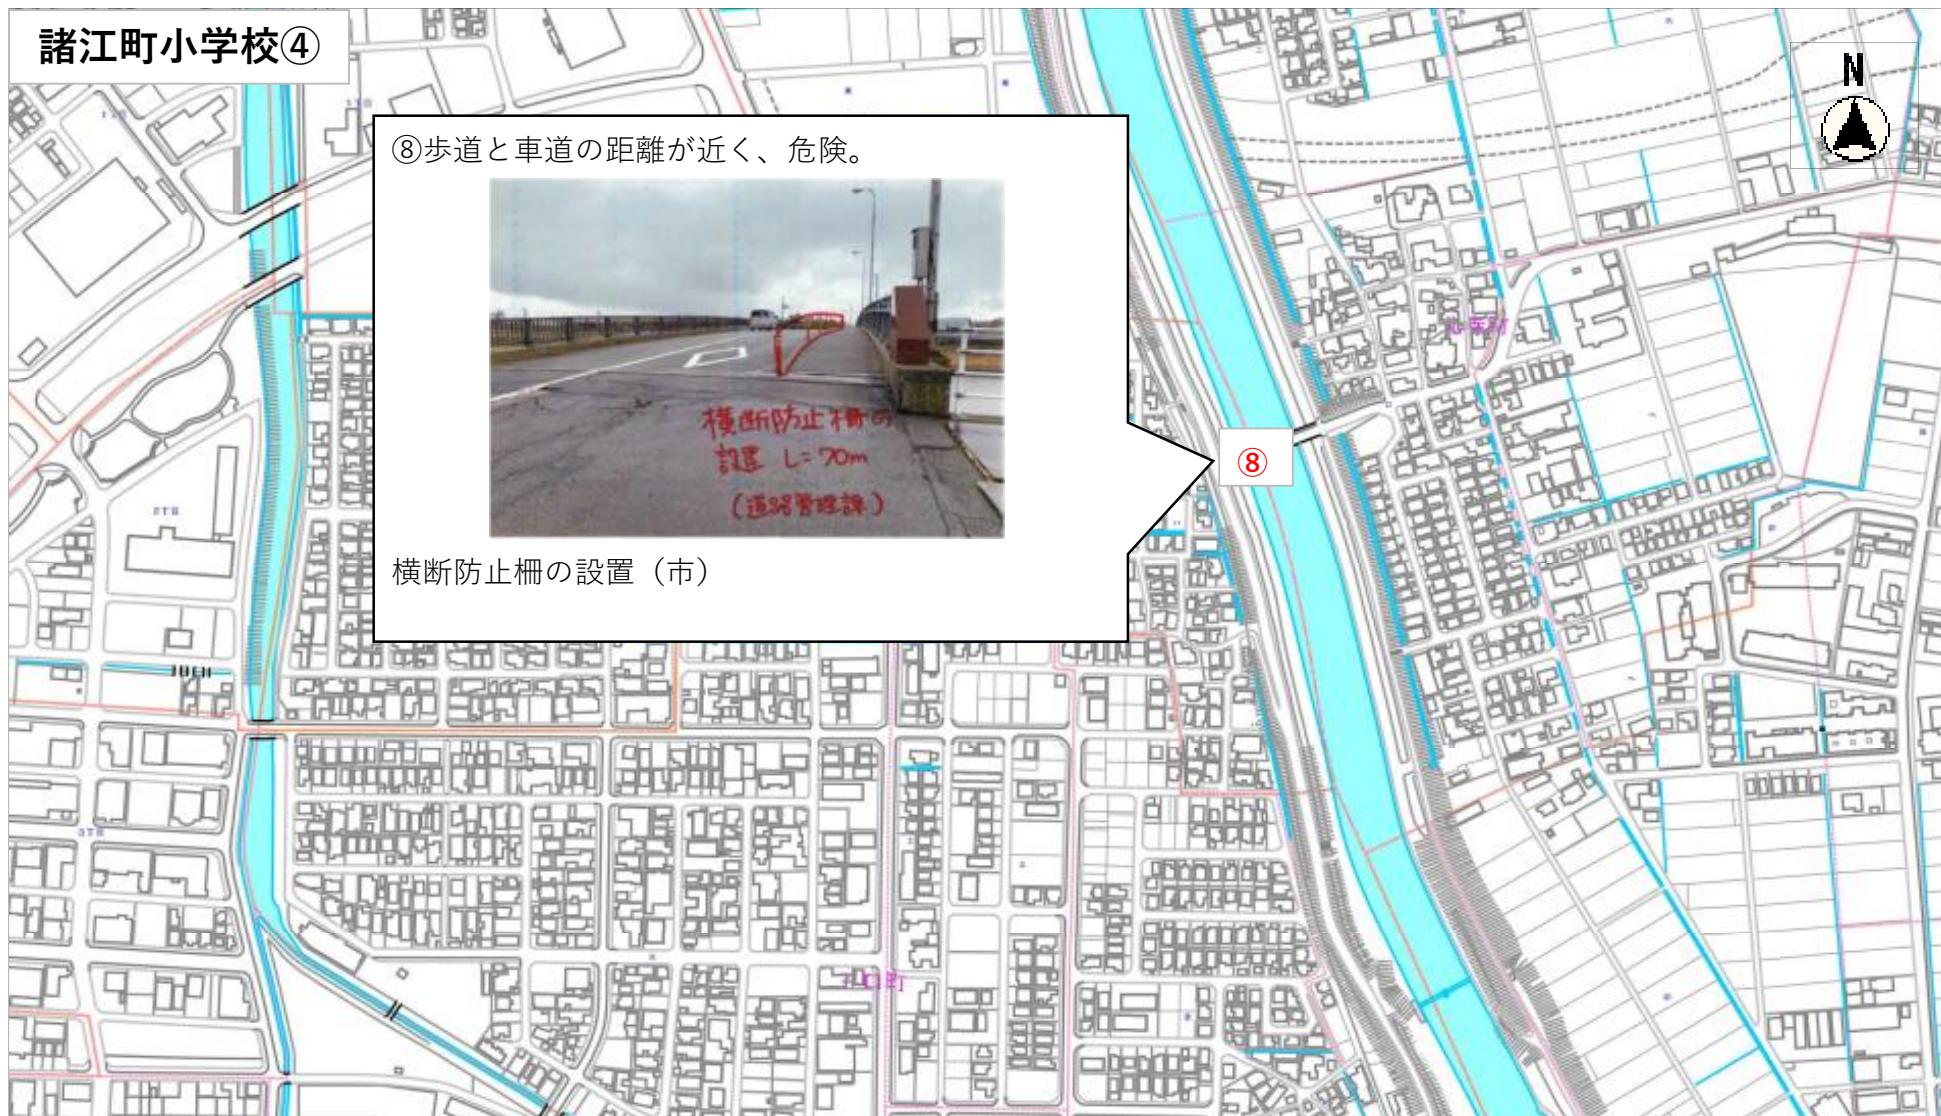 諸江町小学校④
N
⑧歩道と車道の距離が近く、危険。
横断防止柵の
設置 L=70m
(道路管理課)
横断防止柵の設置（市）
⑧